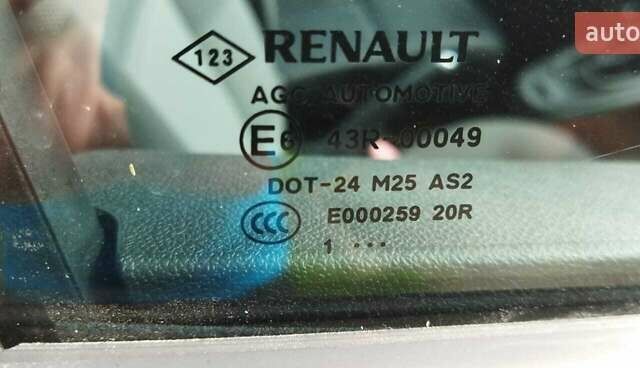 auto
123 RENAULT
AGC AUTOMOTIVE
E6 43R-00049
DOT-24 M25 AS2
CCC E000259 20R
1 ...